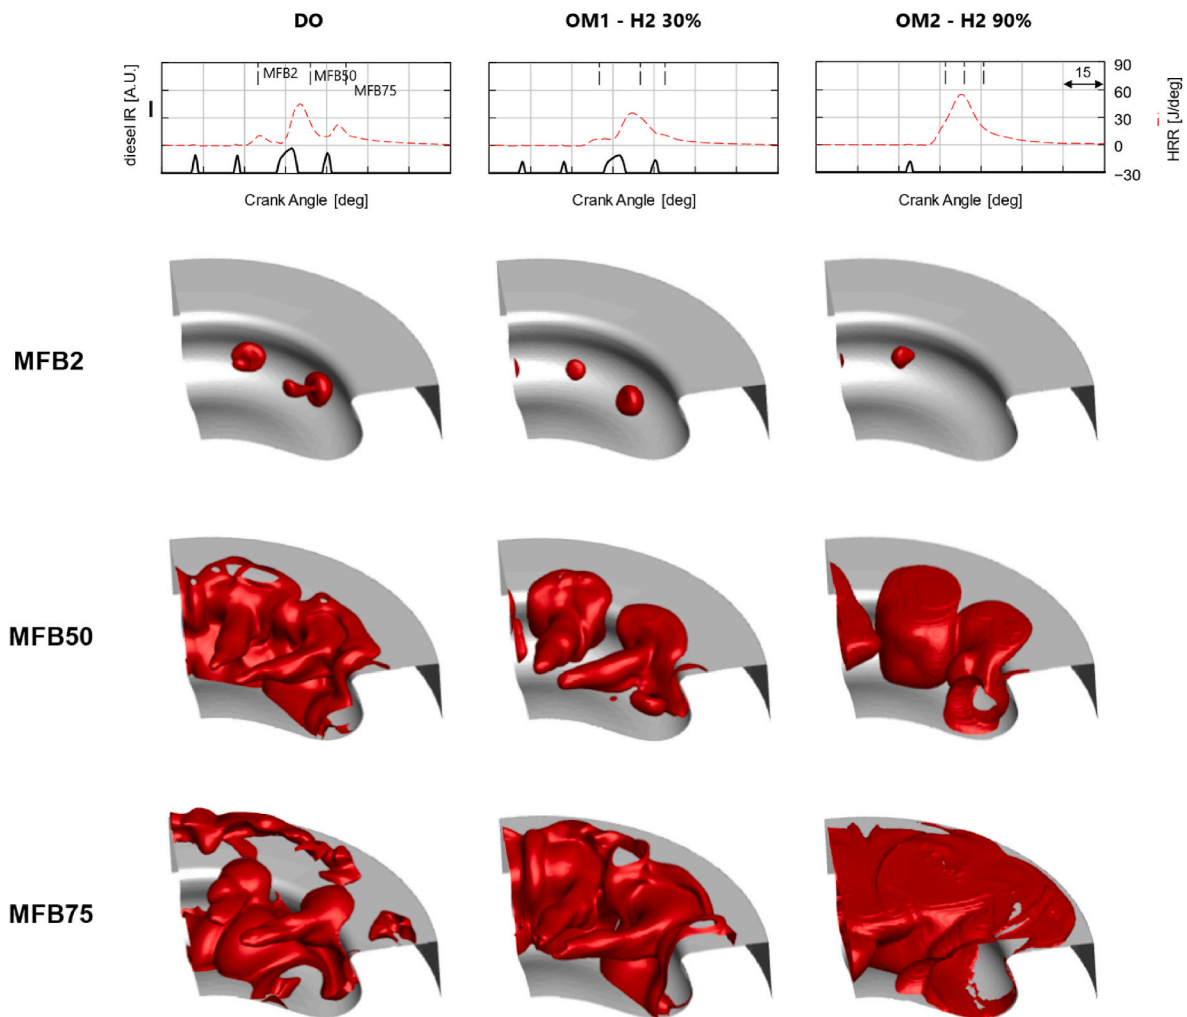 DO
OM1 - H2 30%
OM2 - H2 90%
diesel IR [A.U.]
MFB2
MFB50
MFB75
15
90
60
30
0
−30
HRR [J/deg]
Crank Angle [deg]
Crank Angle [deg]
Crank Angle [deg]
MFB2
MFB50
MFB75